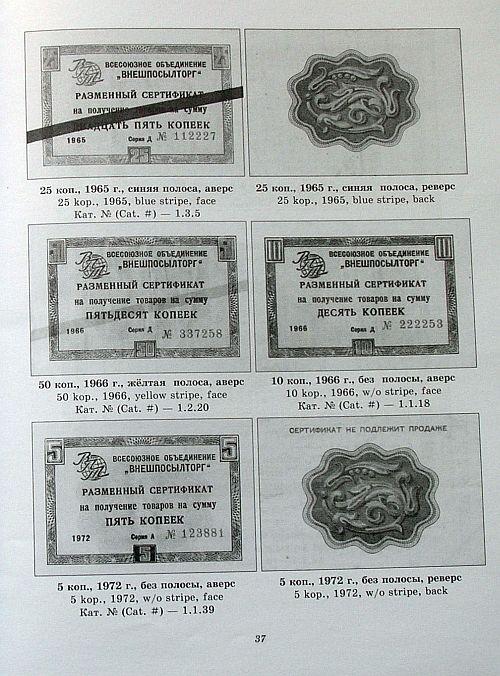 ВСЕСОЮЗНОЕ ОБЪЕДИНЕНИЕ
„ВНЕШПОСЫЛТОРГ"
РАЗМЕННЫЙ СЕРТИФИКАТ
на получение товаров на сумму
ДВАДЦАТЬ ПЯТЬ КОПЕЕК
1965 Серия Д № 112227
25
25 коп., 1965 г., синяя полоса, аверс
25 kop., 1965, blue stripe, face
Кат. № (Cat. #) — 1.3.5
25 коп., 1965 г., синяя полоса, реверс
25 kop., 1965, blue stripe, back
ВСЕСОЮЗНОЕ ОБЪЕДИНЕНИЕ
„ВНЕШПОСЫЛТОРГ"
РАЗМЕННЫЙ СЕРТИФИКАТ
на получение товаров на сумму
ПЯТЬДЕСЯТ КОПЕЕК
1966 Серия Д № 337258
50
50 коп., 1966 г., жёлтая полоса, аверс
50 kop., 1966, yellow stripe, face
Кат. № (Cat. #) — 1.2.20
ВСЕСОЮЗНОЕ ОБЪЕДИНЕНИЕ
„ВНЕШПОСЫЛТОРГ"
РАЗМЕННЫЙ СЕРТИФИКАТ
на получение товаров на сумму
ДЕСЯТЬ КОПЕЕК
1966 Серия Д № 222253
10
10 коп., 1966 г., без полосы, аверс
10 kop., 1966, w/o stripe, face
Кат. № (Cat. #) — 1.1.18
5 5
ВСЕСОЮЗНОЕ ОБЪЕДИНЕНИЕ
„ВНЕШПОСЫЛТОРГ"
РАЗМЕННЫЙ СЕРТИФИКАТ
на получение товаров на сумму
ПЯТЬ КОПЕЕК
1972 Серия А № 123881
5
5 коп., 1972 г., без полосы, аверс
5 kop., 1972, w/o stripe, face
Кат. № (Cat. #) — 1.1.39
СЕРТИФИКАТ НЕ ПОДЛЕЖИТ ПРОДАЖЕ
5 коп., 1972 г., без полосы, реверс
5 kop., 1972, w/o stripe, back
37